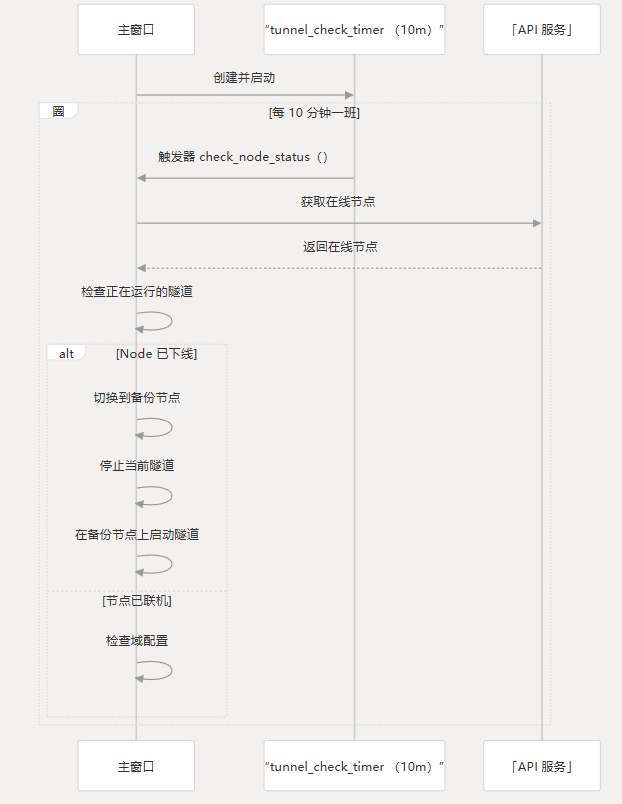 主窗口
“tunnel_check_timer （10m）”
「API 服务」
创建并启动
圈
[每 10 分钟一班]
触发器 check_node_status（）
获取在线节点
返回在线节点
检查正在运行的隧道
alt
[Node 已下线]
切换到备份节点
停止当前隧道
在备份节点上启动隧道
[节点已联机]
检查域配置
主窗口
“tunnel_check_timer （10m）”
「API 服务」